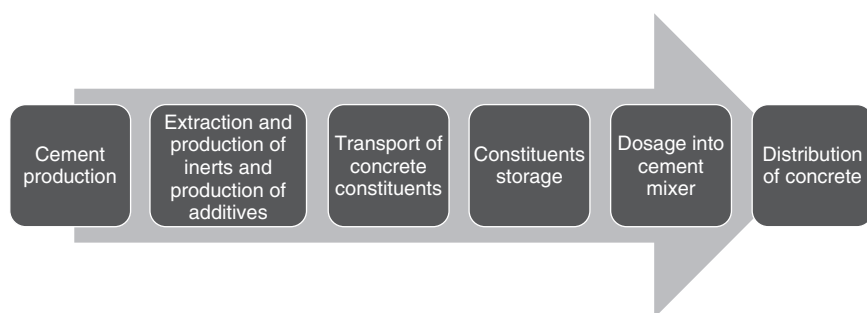 Cement
production
Extraction and
production of
inerts and
production of
additives
Transport of
concrete
constituents
Constituents
storage
Dosage into
cement
mixer
Distribution
of concrete